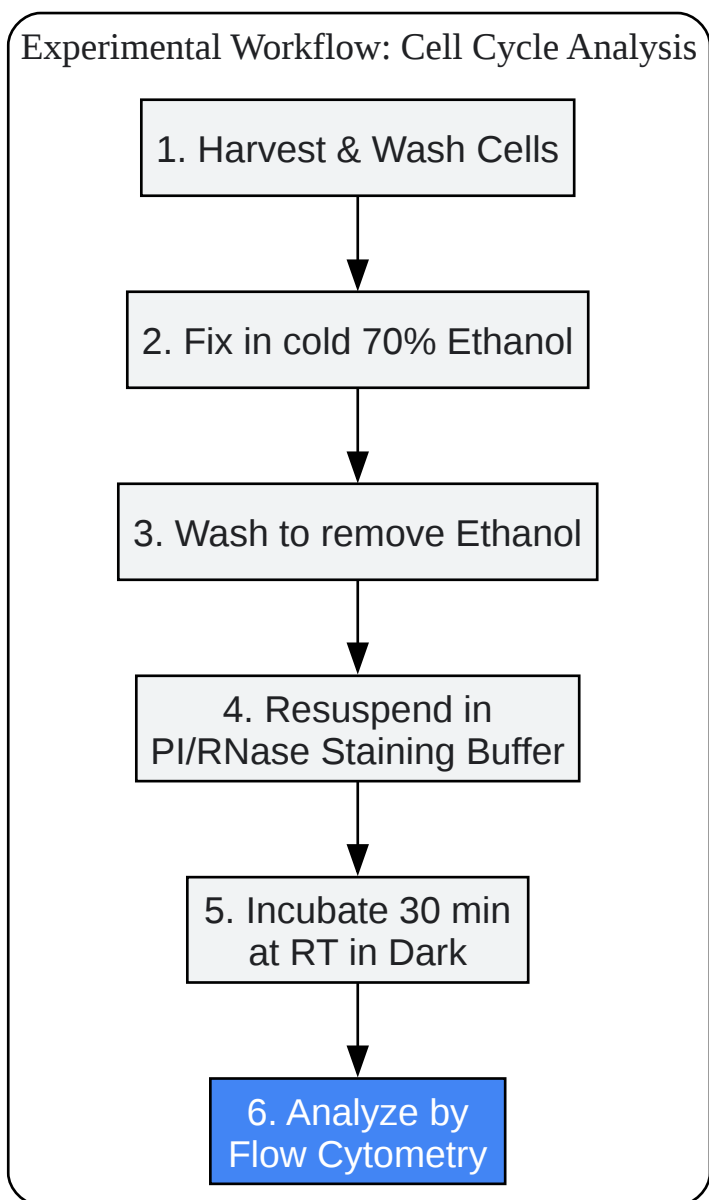 Experimental Workflow: Cell Cycle Analysis
1. Harvest & Wash Cells
2. Fix in cold 70% Ethanol
3. Wash to remove Ethanol
4. Resuspend in
PI/RNase Staining Buffer
5. Incubate 30 min
at RT in Dark
6. Analyze by
Flow Cytometry